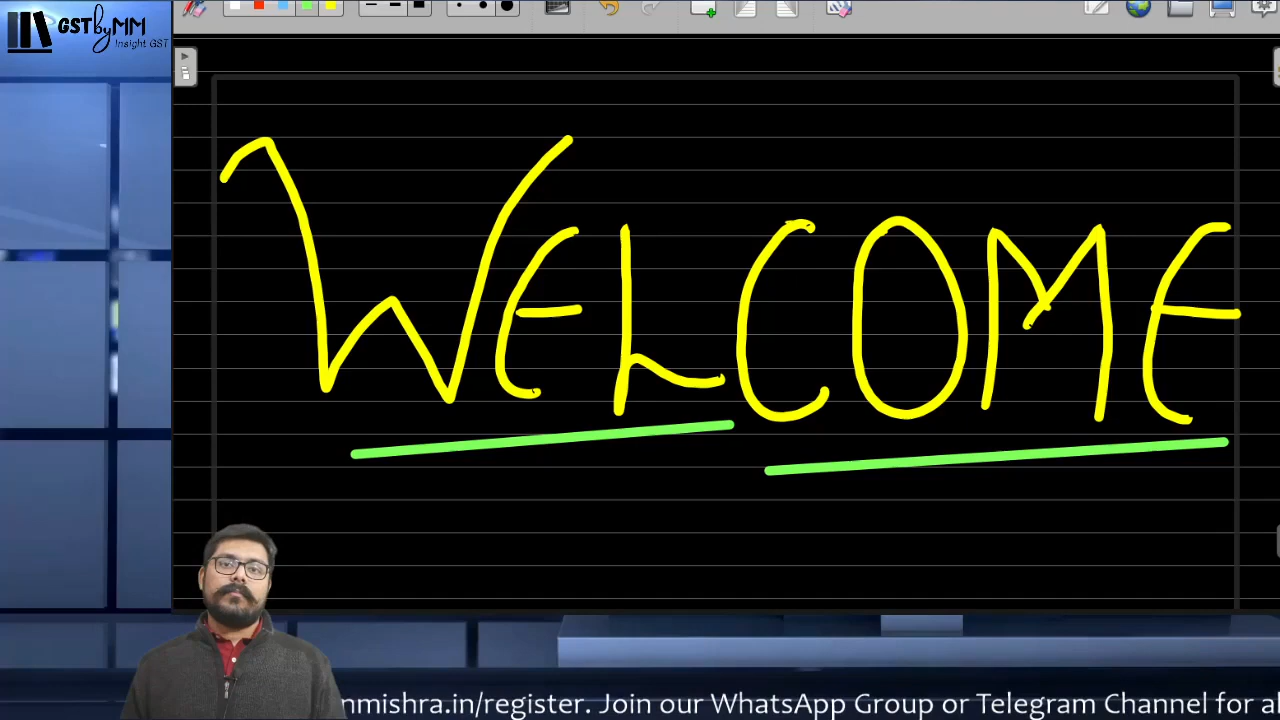 GSTbyMM
Insight GST
WELCOME
nmishra.in/register. Join our WhatsApp Group or Telegram Channel for al